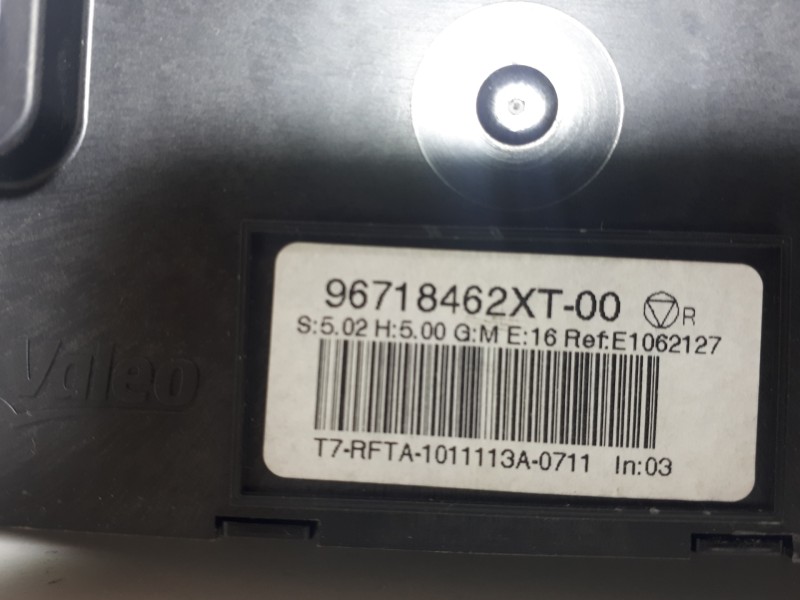 96718462XT-00 R
S:5.02 H:5.00 G:M E:16 Ref:E1062127
T7-RFTA-1011113A-0711 In:03
Valeo